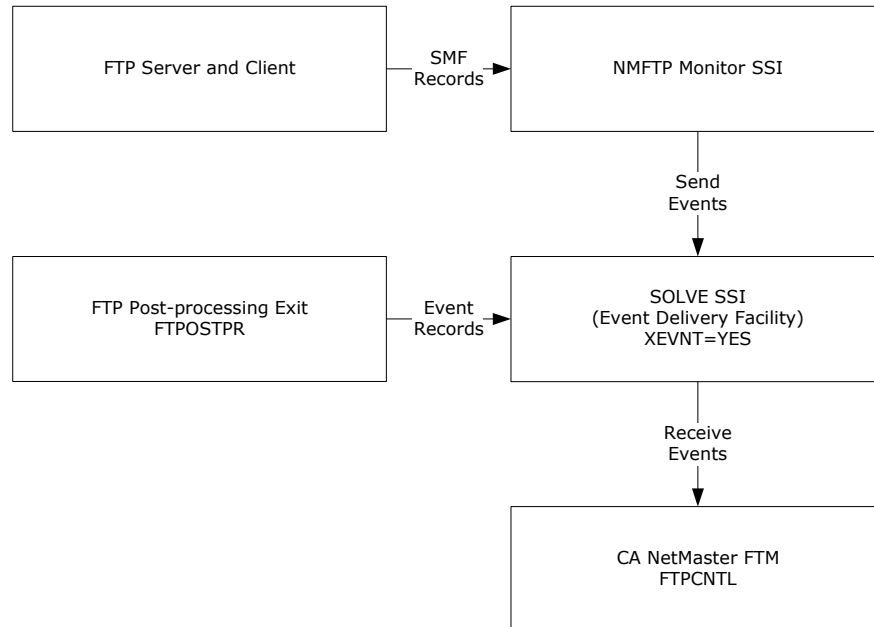 FTP Server and Client
SMF
Records
NMFTP Monitor SSI
Send
Events
FTP Post-processing Exit
FTPOSTPR
Event
Records
SOLVE SSI
(Event Delivery Facility)
XEVNT=YES
Receive
Events
CA NetMaster FTM
FTPCNTL